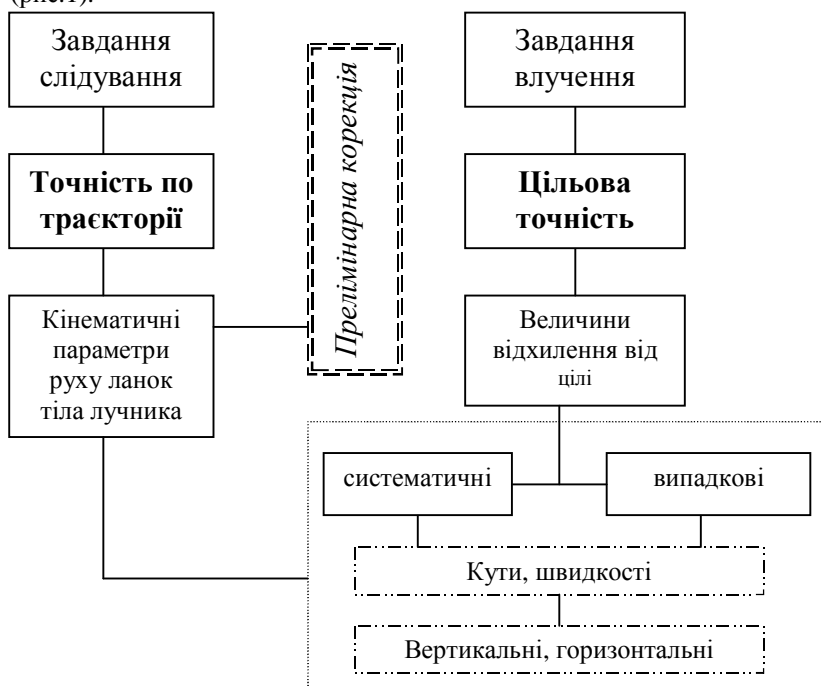 (рис.1).
Завдання
слідування
Точність по
траєкторії
Кінематичні
параметри
руху ланок
тіла лучника
Прелімінарна корекція
Завдання
влучення
Цільова
точність
Величини
відхилення від
цілі
систематичні
випадкові
Кути, швидкості
Вертикальні, горизонтальні